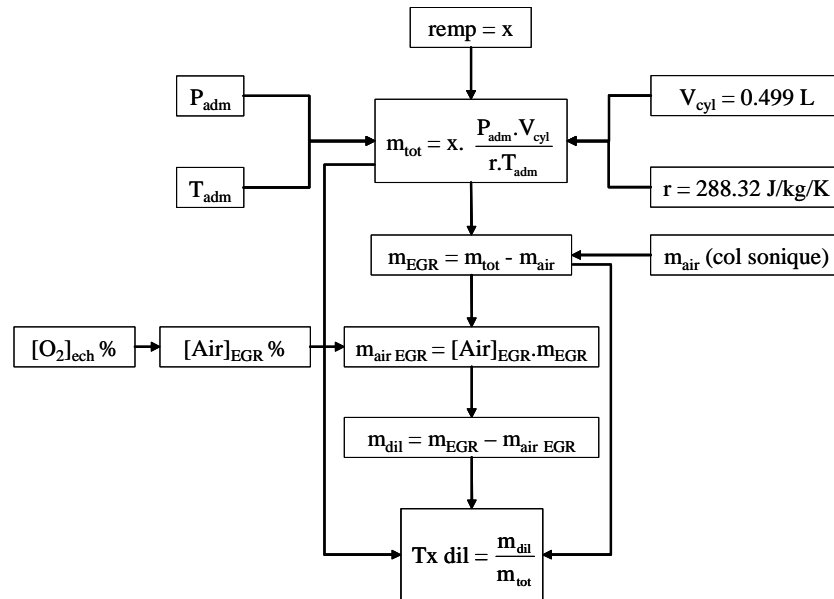 remp = x
P_adm
T_adm
m_tot = x. P_adm.V_cyl / r.T_adm
V_cyl = 0.499 L
r = 288.32 J/kg/K
m_EGR = m_tot - m_air
m_air (col sonique)
[O_2]_ech %
[Air]_EGR %
m_air EGR = [Air]_EGR.m_EGR
m_dil = m_EGR – m_air EGR
Tx dil = m_dil / m_tot